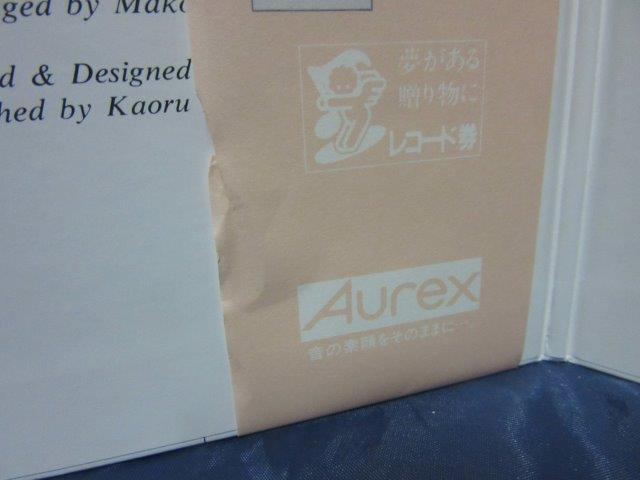 ged by Mak
d & Designed
hed by Kaoru
夢がある
贈り物に
レコード券
Aurex
音の素顔をそのままに…